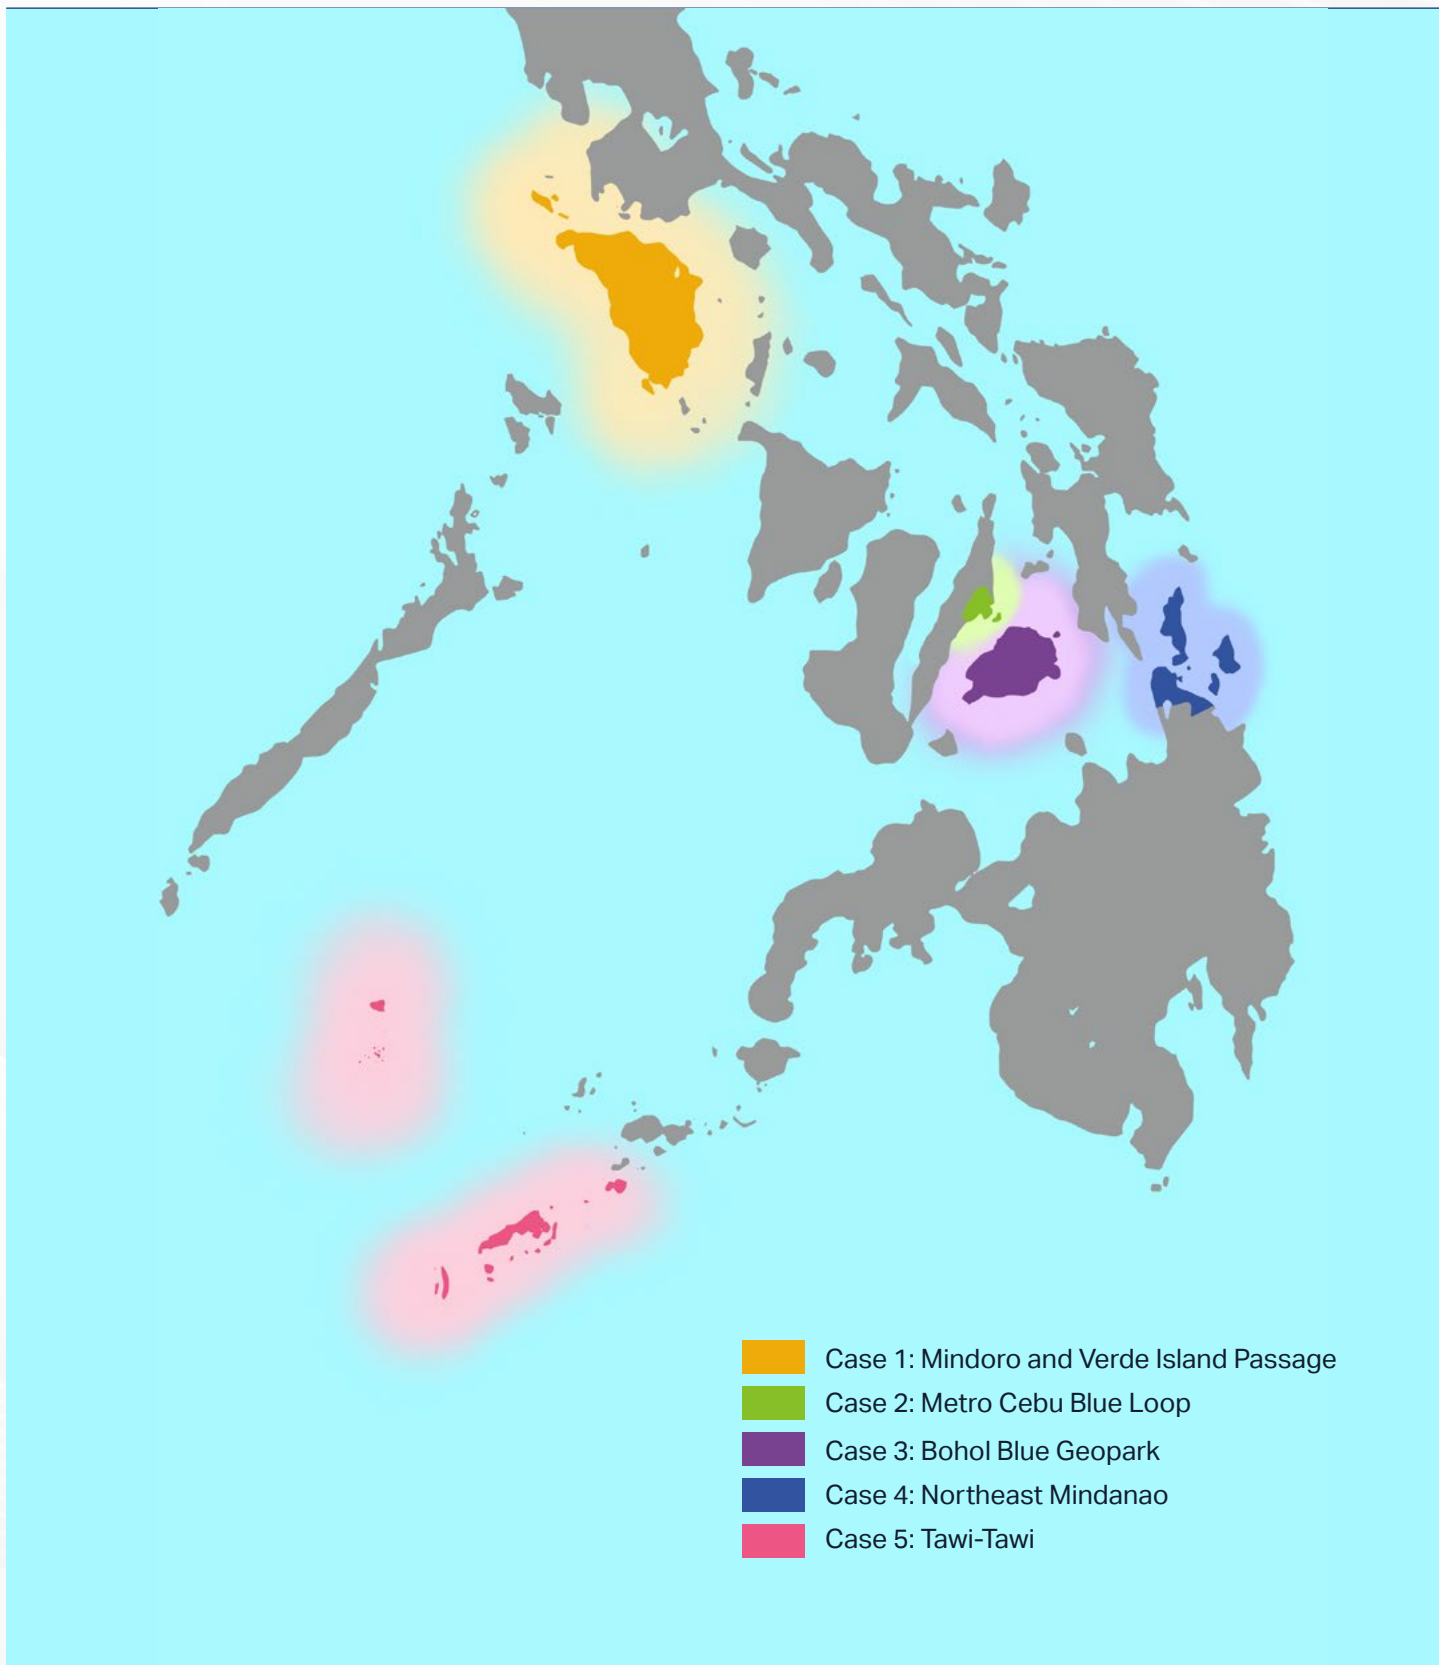 Case 1: Mindoro and Verde Island Passage
Case 2: Metro Cebu Blue Loop
Case 3: Bohol Blue Geopark
Case 4: Northeast Mindanao
Case 5: Tawi-Tawi